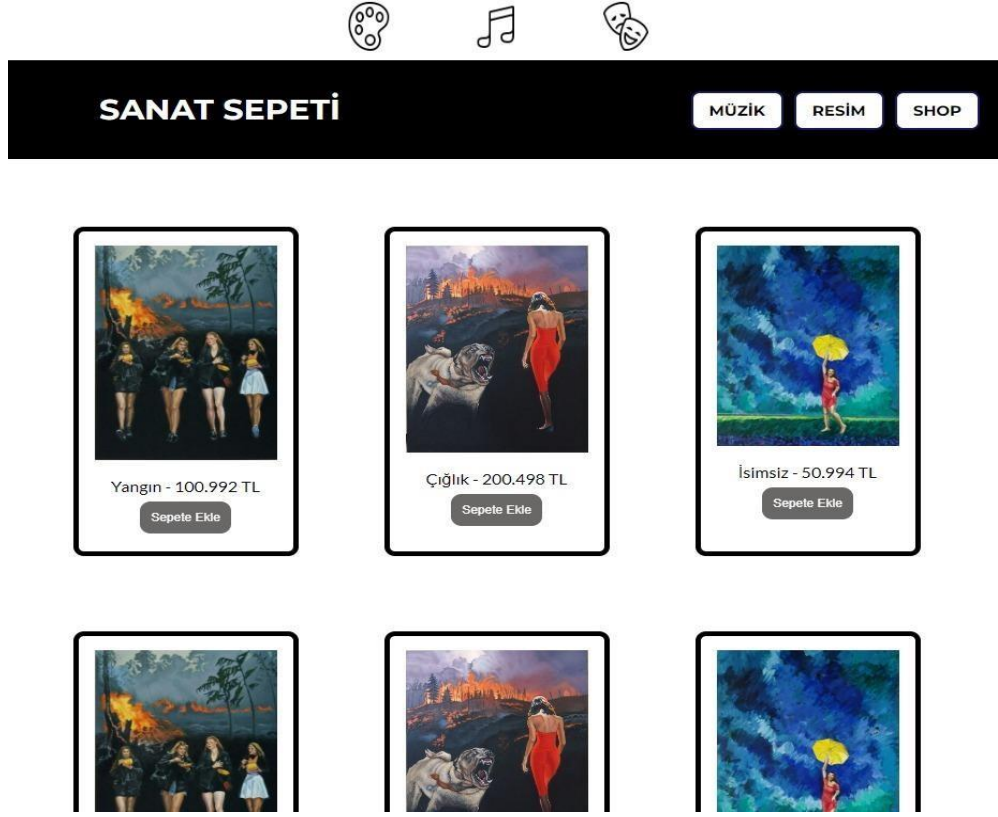 SANAT SEPETİ
MÜZİK RESİM SHOP
Yangın - 100.992 TL
Sepete Ekle
Çığlık - 200.498 TL
Sepete Ekle
İsimsiz - 50.994 TL
Sepete Ekle